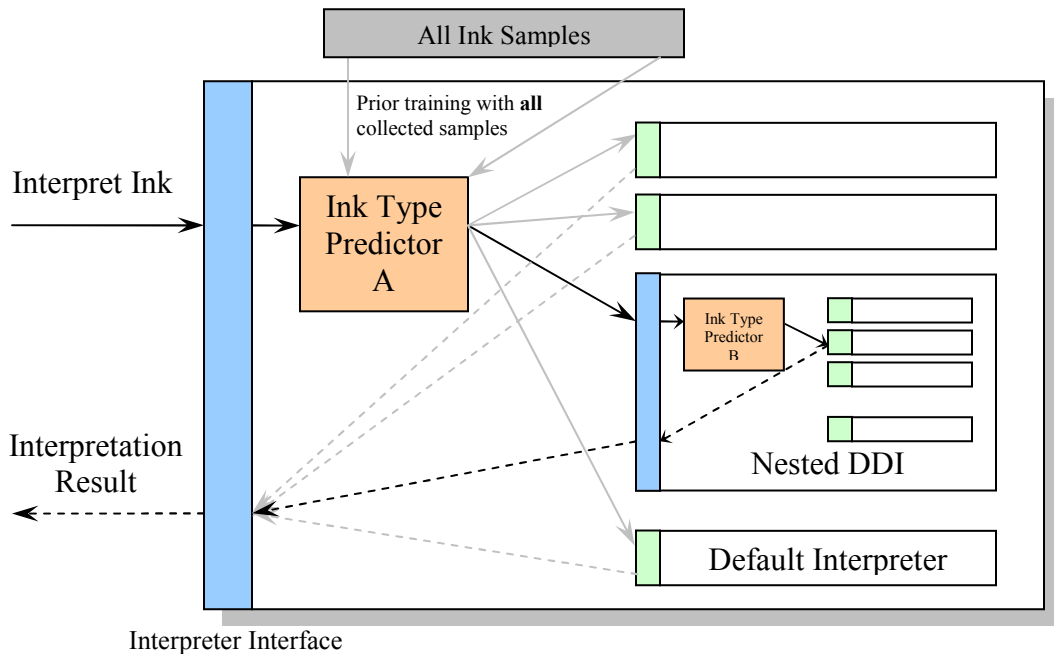 All Ink Samples
Prior training with all
collected samples
Interpret Ink
Ink Type
Predictor
A
Ink Type
Predictor
B
Nested DDI
Interpretation
Result
Default Interpreter
Interpreter Interface